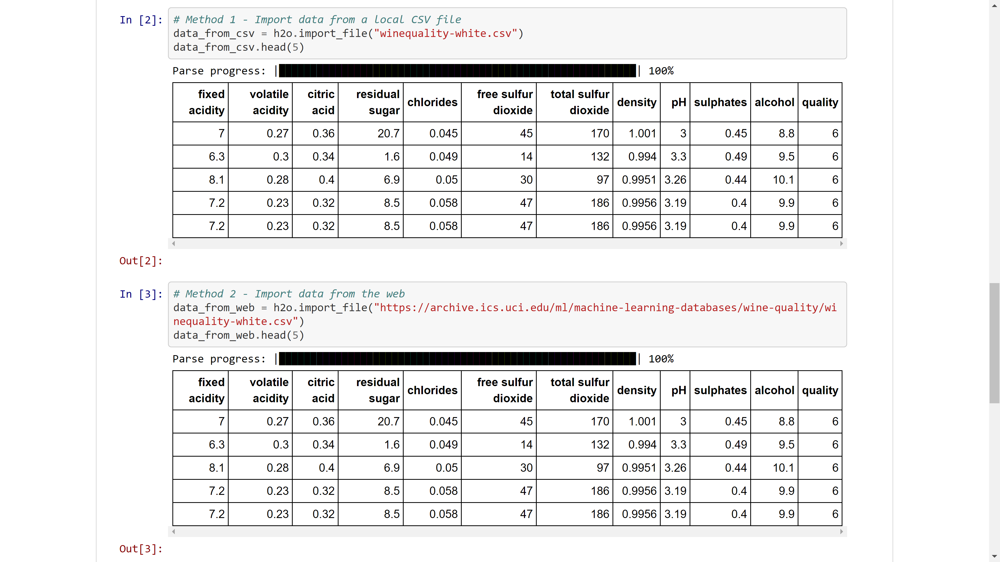 In [2]:
# Method 1 - Import data from a local CSV file
data_from_csv = h2o.import_file("winequality-white.csv")
data_from_csv.head(5)
Parse progress: | | 100%
fixed acidity volatile acidity citric acid residual sugar chlorides free sulfur dioxide total sulfur dioxide density pH sulphates alcohol quality
7 0.27 0.36 20.7 0.045 45 170 1.001 3 0.45 8.8 6
6.3 0.3 0.34 1.6 0.049 14 132 0.994 3.3 0.49 9.5 6
8.1 0.28 0.4 6.9 0.05 30 97 0.9951 3.26 0.44 10.1 6
7.2 0.23 0.32 8.5 0.058 47 186 0.9956 3.19 0.4 9.9 6
7.2 0.23 0.32 8.5 0.058 47 186 0.9956 3.19 0.4 9.9 6
Out[2]:
In [3]:
# Method 2 - Import data from the web
data_from_web = h2o.import_file("https://archive.ics.uci.edu/ml/machine-learning-databases/wine-quality/wi
nequality-white.csv")
data_from_web.head(5)
Parse progress: | | 100%
fixed acidity volatile acidity citric acid residual sugar chlorides free sulfur dioxide total sulfur dioxide density pH sulphates alcohol quality
7 0.27 0.36 20.7 0.045 45 170 1.001 3 0.45 8.8 6
6.3 0.3 0.34 1.6 0.049 14 132 0.994 3.3 0.49 9.5 6
8.1 0.28 0.4 6.9 0.05 30 97 0.9951 3.26 0.44 10.1 6
7.2 0.23 0.32 8.5 0.058 47 186 0.9956 3.19 0.4 9.9 6
7.2 0.23 0.32 8.5 0.058 47 186 0.9956 3.19 0.4 9.9 6
Out[3]: